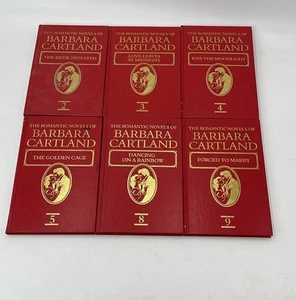 THE ROMANTIC NOVELS OF
BARBARA
CARTLAND
THE DEVIL DEFEATED
2
THE ROMANTIC NOVELS OF
BARBARA
CARTLAND
LOVE LEAVES
AT MIDNIGHT
3
THE ROMANTIC NOVELS OF
BARBARA
CARTLAND
KISS THE MOONLIGHT
4
THE ROMANTIC NOVELS OF
BARBARA
CARTLAND
THE GOLDEN CAGE
5
THE ROMANTIC NOVELS OF
BARBARA
CARTLAND
DANCING
ON A RAINBOW
8
THE ROMANTIC NOVELS OF
BARBARA
CARTLAND
FORCED TO MARRY
9